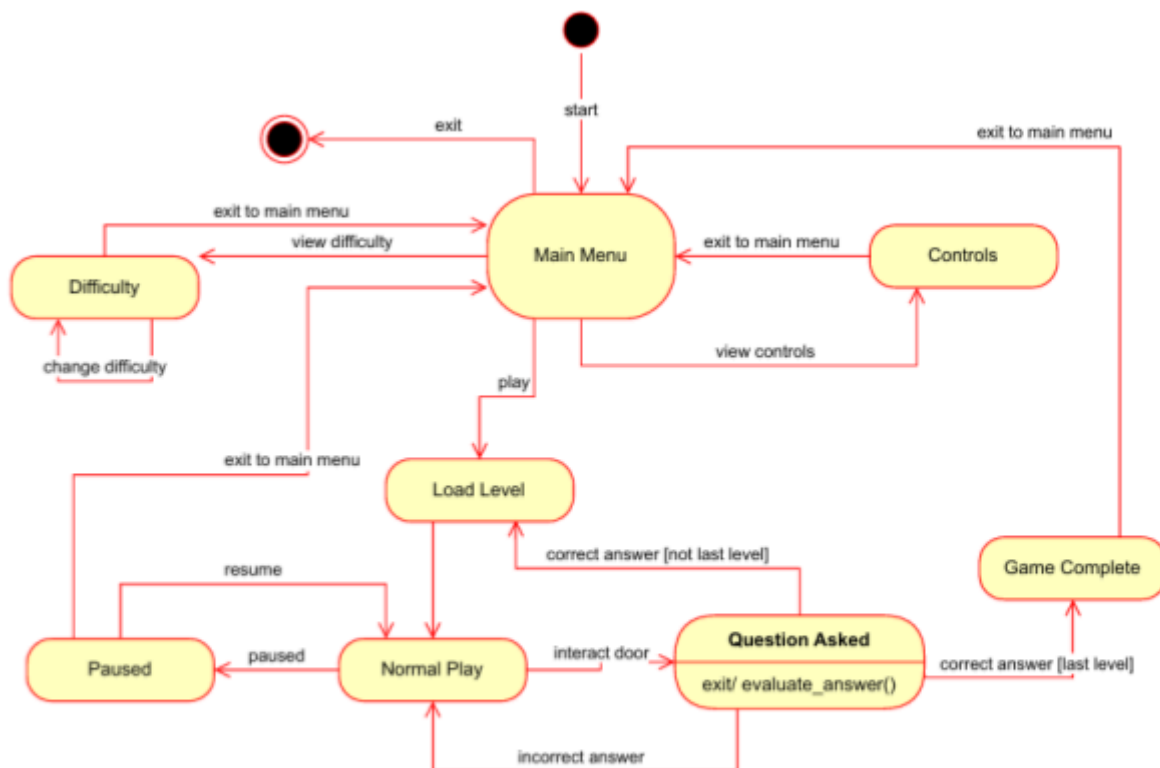 start
exit
exit to main menu
exit to main menu
view difficulty
Main Menu
exit to main menu
Controls
Difficulty
change difficulty
view controls
play
exit to main menu
Load Level
correct answer [not last level]
resume
Game Complete
Question Asked
Paused
paused
Normal Play
interact door
exit/ evaluate_answer()
correct answer [last level]
incorrect answer